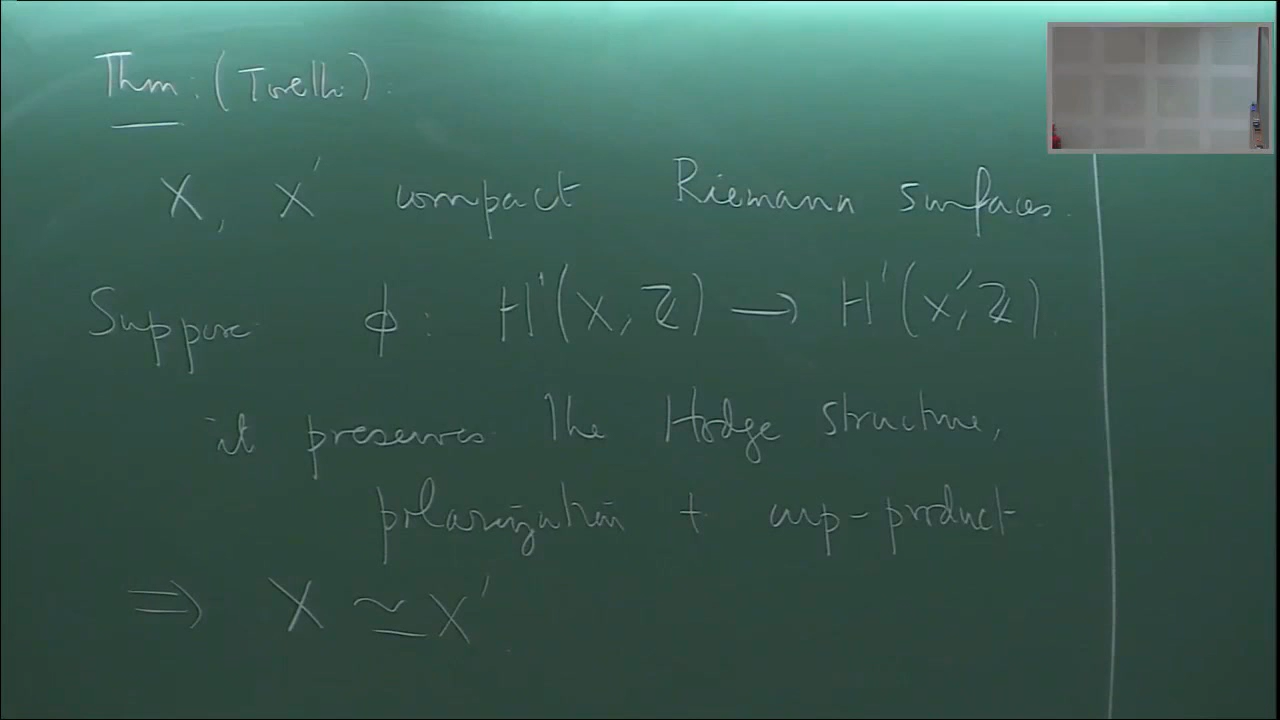 Thm: (Torelli).
X, X' compact Riemann surfaces.
Suppose φ: H¹(X, ℤ) → H¹(X', ℤ).
it preserves the Hodge structure,
polarization + cup-product.
⇒ X ≃ X'.